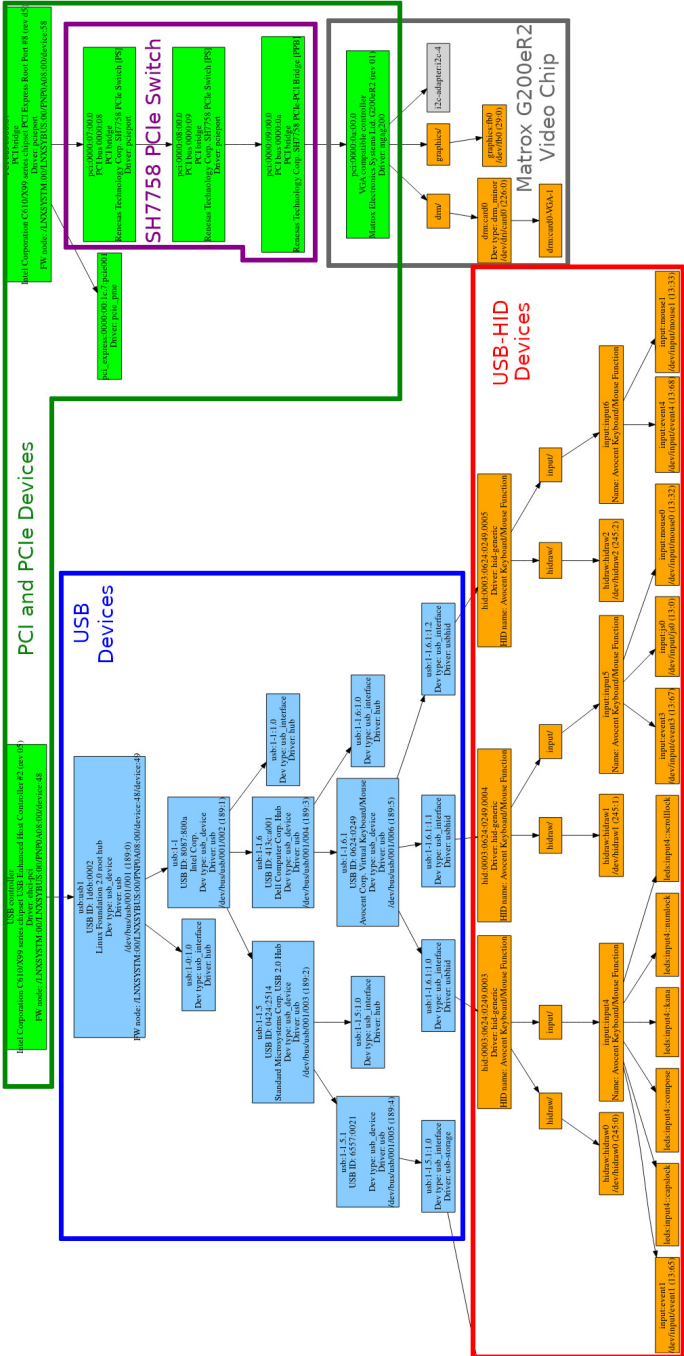 PCI and PCIe Devices
USB controller
Intel Corporation C610/X99 series chipset USB Enhanced Host Controller #2 (rev 05)
Driver: ehci-pci
FW node: /LNXSYSTM:00/LNXSYBUS:00/PNP0A08:00/device:48
PCI bridge
Intel Corporation C610/X99 series chipset PCI Express Root Port #8 (rev d5)
Driver: pcieport
FW node: /LNXSYSTM:00/LNXSYBUS:00/PNP0A08:00/device:58
pci_express:0000:00:1c.7:pcie001
Driver: pcie_pme
SH7758 PCIe Switch
pci:0000:07:00.0
PCI bus 0000:08
PCI bridge
Renesas Technology Corp. SH7758 PCIe Switch [PS]
Driver: pcieport
pci:0000:08:00.0
PCI bus 0000:09
PCI bridge
Renesas Technology Corp. SH7758 PCIe Switch [PS]
Driver: pcieport
pci:0000:09:00.0
PCI bus 0000:0a
PCI bridge
Renesas Technology Corp. SH7758 PCIe-PCI Bridge [PPB]
Matrox G200eR2
Video Chip
pci:0000:0a:00.0
VGA compatible controller
Matrox Electronics Systems Ltd. G200eR2 (rev 01)
Driver: mgag200
drm/
graphics/
i2c-adapter:i2c-4
drm:card0
Dev type: drm_minor
/dev/dri/card0 (226:0)
graphics:fb0
/dev/fb0 (29:0)
drm:card0-VGA-1
USB
Devices
usb:usb1
USB ID: 1d6b:0002
Linux Foundation 2.0 root hub
Dev type: usb_device
Driver: usb
/dev/bus/usb/001/001 (189:0)
FW node: /LNXSYSTM:00/LNXSYBUS:00/PNP0A08:00/device:48/device:49
usb:1-0:1.0
Dev type: usb_interface
Driver: hub
usb:1-1
USB ID: 8087:800a
Intel Corp.
Dev type: usb_device
Driver: usb
/dev/bus/usb/001/002 (189:1)
usb:1-1.5
USB ID: 0424:2514
Standard Microsystems Corp. USB 2.0 Hub
Dev type: usb_device
Driver: usb
/dev/bus/usb/001/003 (189:2)
usb:1-1.6
USB ID: 413c:a001
Dell Computer Corp. Hub
Dev type: usb_device
Driver: usb
/dev/bus/usb/001/004 (189:3)
usb:1-1:1.0
Dev type: usb_interface
Driver: hub
usb:1-1.5.1
USB ID: 6557:0021
Dev type: usb_device
Driver: usb
/dev/bus/usb/001/005 (189:4)
usb:1-1.5:1.0
Dev type: usb_interface
Driver: hub
usb:1-1.6.1
USB ID: 0624:0249
Avocent Corp. Virtual Keyboard/Mouse
Dev type: usb_device
Driver: usb
/dev/bus/usb/001/006 (189:5)
usb:1-1.6:1.0
Dev type: usb_interface
Driver: hub
usb:1-1.5.1:1.0
Dev type: usb_interface
Driver: usb-storage
usb:1-1.6.1:1.0
Dev type: usb_interface
Driver: usbhid
usb:1-1.6.1:1.1
Dev type: usb_interface
Driver: usbhid
usb:1-1.6.1:1.2
Dev type: usb_interface
Driver: usbhid
USB-HID
Devices
hid:0003:0624:0249.0003
Driver: hid-generic
HID name: Avocent Keyboard/Mouse Function
hid:0003:0624:0249.0004
Driver: hid-generic
HID name: Avocent Keyboard/Mouse Function
hid:0003:0624:0249.0005
Driver: hid-generic
HID name: Avocent Keyboard/Mouse Function
hidraw/
input/
hidraw/
input/
hidraw/
input/
hidraw:hidraw0
/dev/hidraw0 (245:0)
input:input4
Name: Avocent Keyboard/Mouse Function
hidraw:hidraw1
/dev/hidraw1 (245:1)
input:input5
Name: Avocent Keyboard/Mouse Function
hidraw:hidraw2
/dev/hidraw2 (245:2)
input:input6
Name: Avocent Keyboard/Mouse Function
input:event1
/dev/input/event1 (13:65)
leds:input4::capslock
leds:input4::compose
leds:input4::kana
leds:input4::numlock
leds:input4::scrolllock
input:event3
/dev/input/event3 (13:67)
input:js0
/dev/input/js0 (13:0)
input:mouse0
/dev/input/mouse0 (13:32)
input:event4
/dev/input/event4 (13:68)
input:mouse1
/dev/input/mouse1 (13:33)